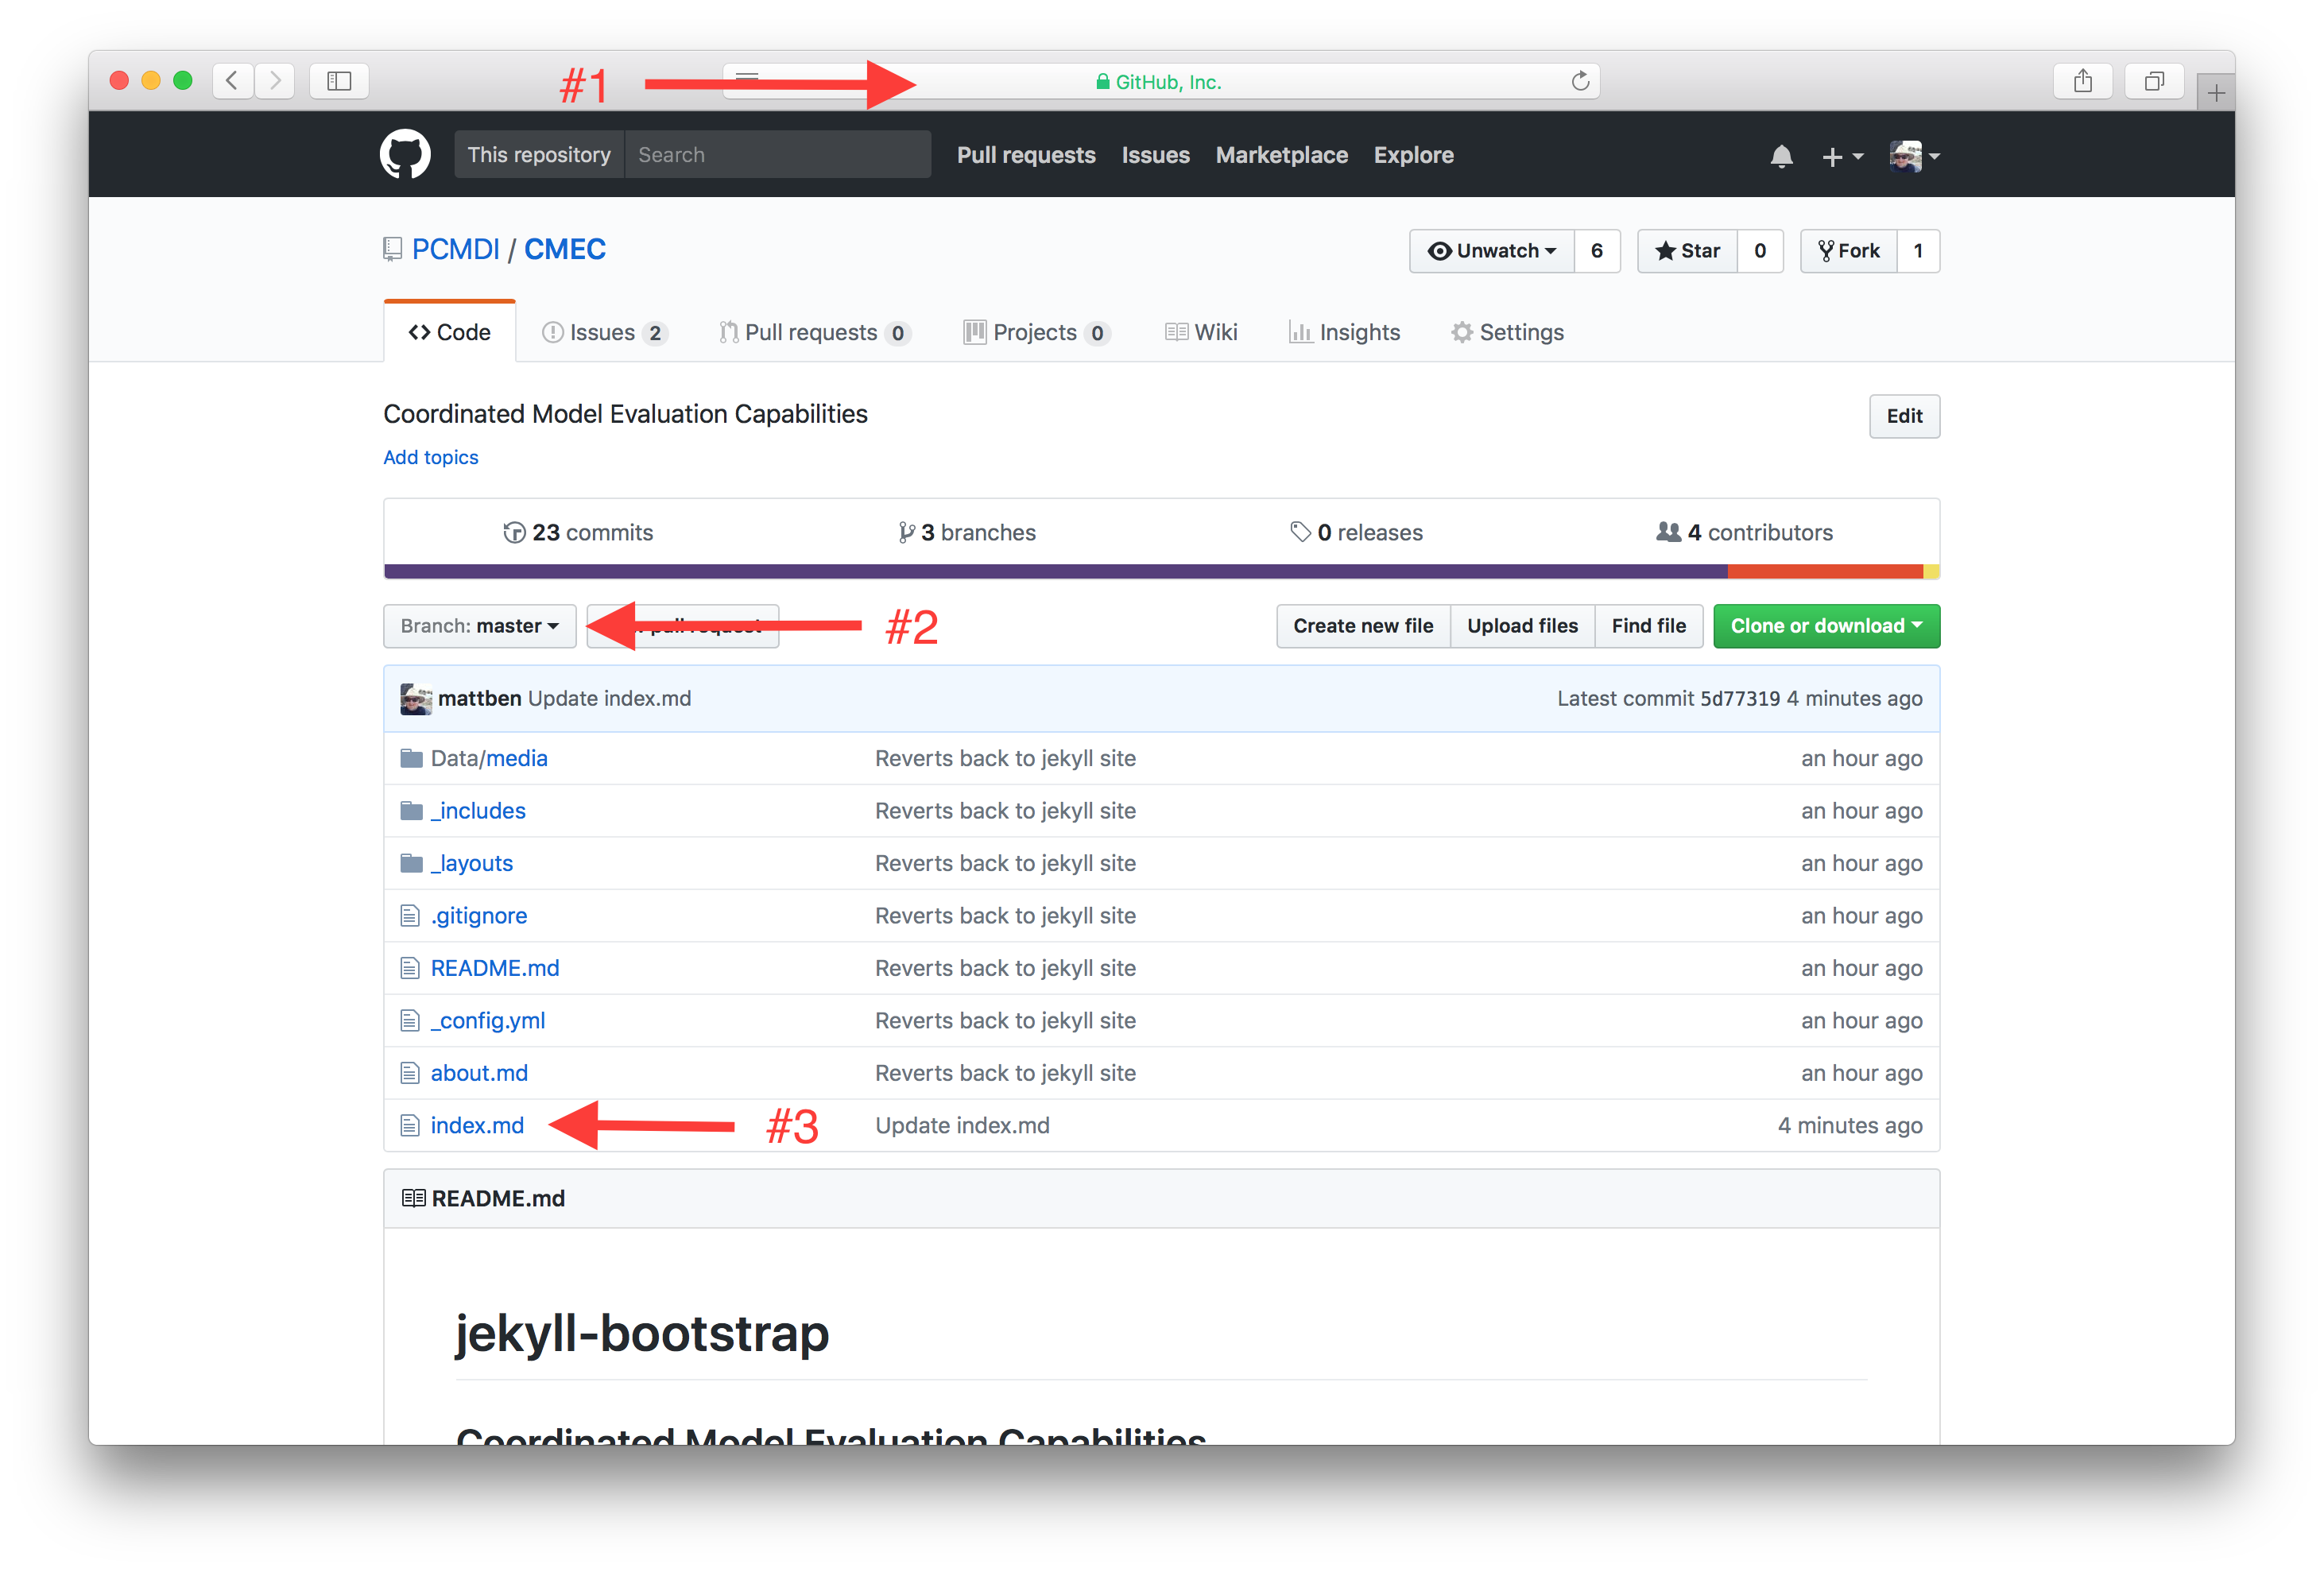 #1 GitHub, Inc.
This repository Search Pull requests Issues Marketplace Explore
PCMDI / CMEC Unwatch 6 Star 0 Fork 1
Code Issues 2 Pull requests 0 Projects 0 Wiki Insights Settings
Coordinated Model Evaluation Capabilities Edit
Add topics
23 commits 3 branches 0 releases 4 contributors
Branch: master pull request #2 Create new file Upload files Find file Clone or download
mattben Update index.md Latest commit 5d77319 4 minutes ago
Data/media Reverts back to jekyll site an hour ago
_includes Reverts back to jekyll site an hour ago
_layouts Reverts back to jekyll site an hour ago
.gitignore Reverts back to jekyll site an hour ago
README.md Reverts back to jekyll site an hour ago
_config.yml Reverts back to jekyll site an hour ago
about.md Reverts back to jekyll site an hour ago
index.md #3 Update index.md 4 minutes ago
README.md
jekyll-bootstrap
Coordinated Model Evaluation Capabilities